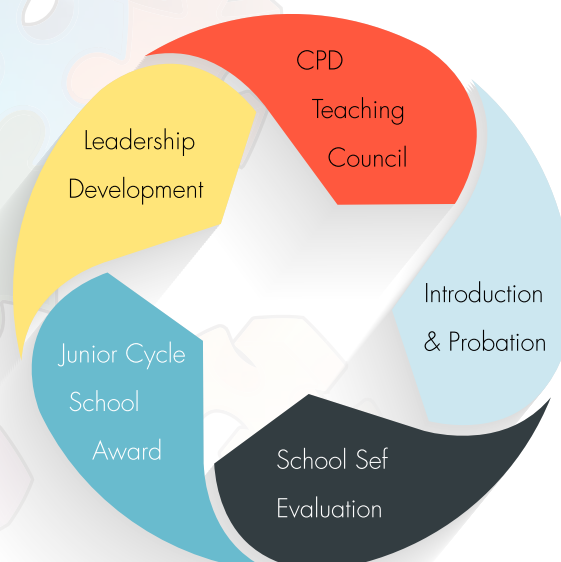 CPD
Teaching
Council
Leadership
Development
Introduction
& Probation
Junior Cycle
School
Award
School Sef
Evaluation